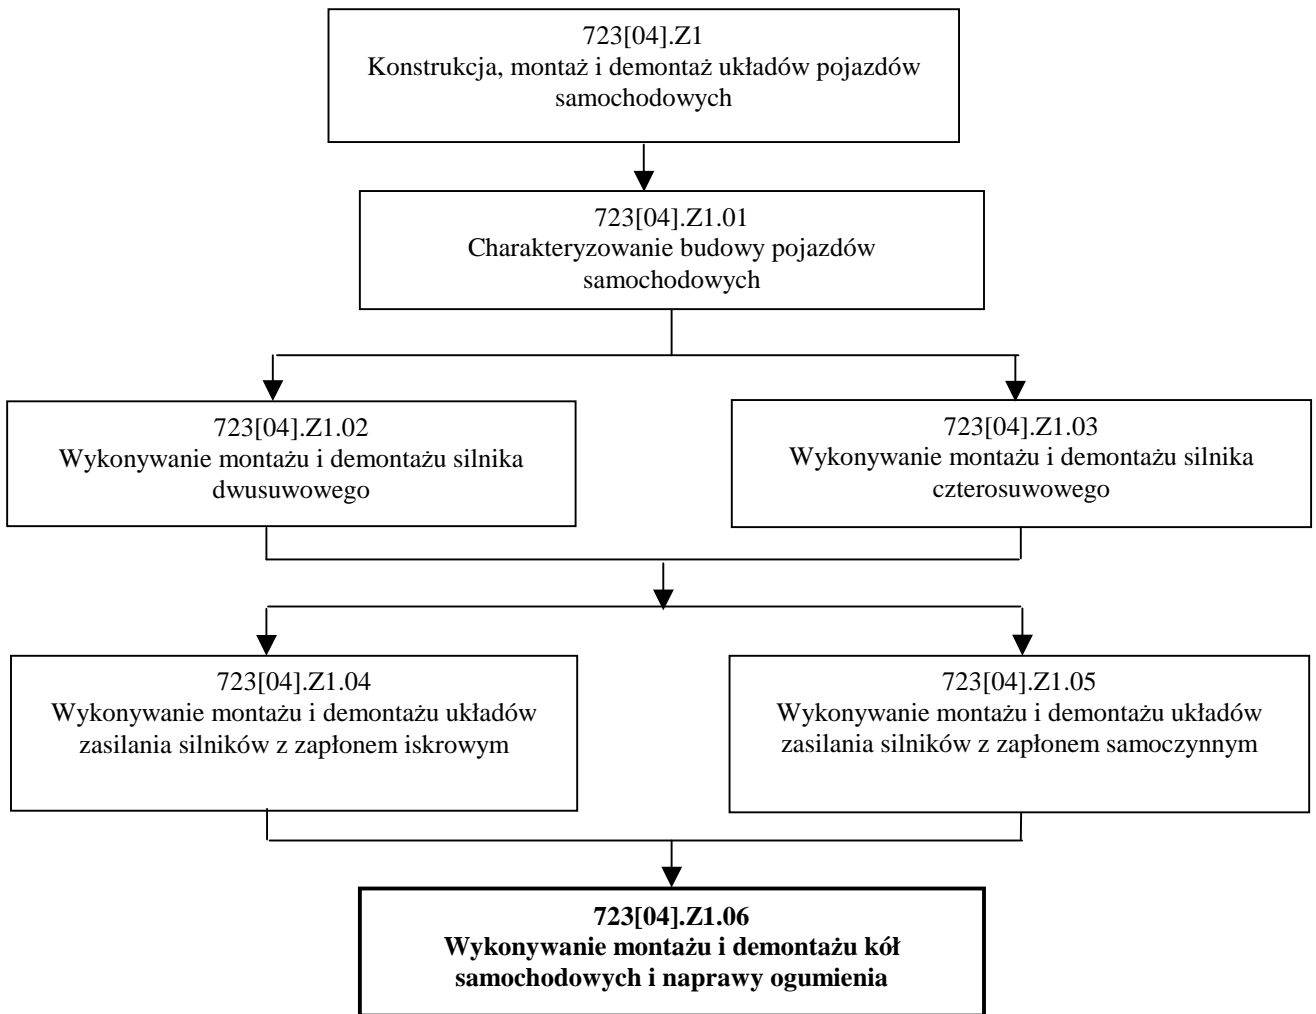 723[04].Z1
Konstrukcja, montaż i demontaż układów pojazdów
samochodowych
723[04].Z1.01
Charakteryzowanie budowy pojazdów
samochodowych
723[04].Z1.02
Wykonywanie montażu i demontażu silnika
dwusuwowego
723[04].Z1.03
Wykonywanie montażu i demontażu silnika
czterosuwowego
723[04].Z1.04
Wykonywanie montażu i demontażu układów
zasilania silników z zapłonem iskrowym
723[04].Z1.05
Wykonywanie montażu i demontażu układów
zasilania silników z zapłonem samoczynnym
723[04].Z1.06
Wykonywanie montażu i demontażu kół
samochodowych i naprawy ogumienia